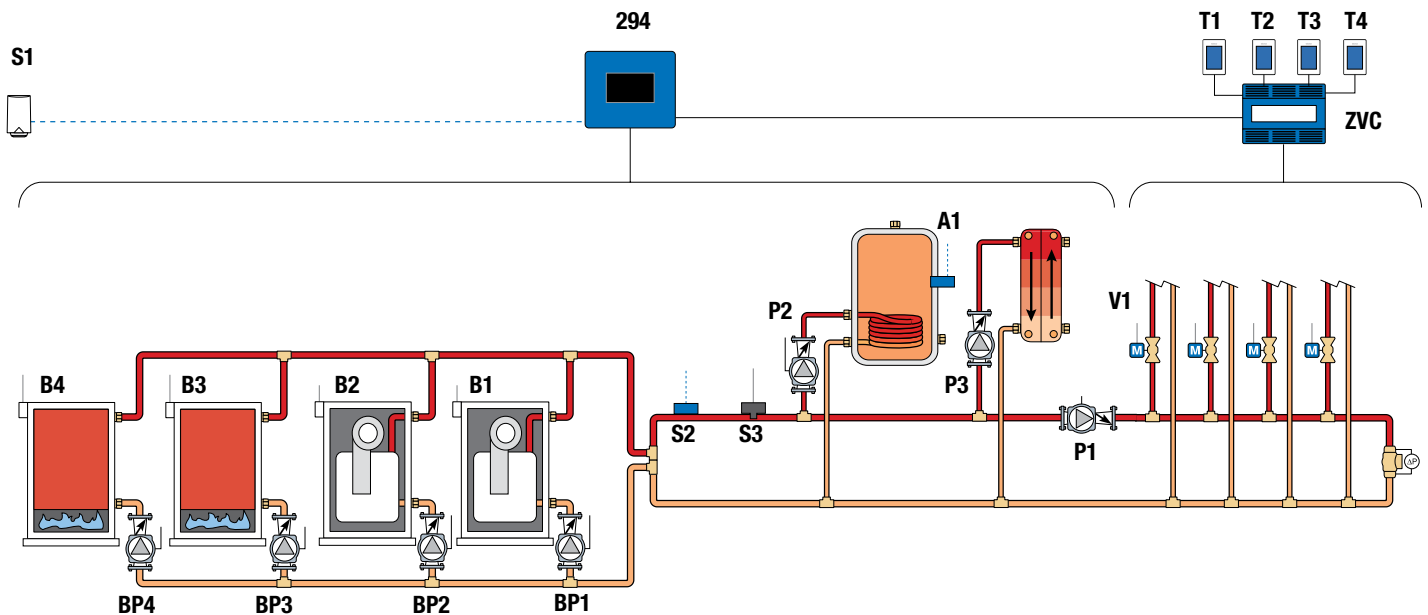 294
T1 T2 T3 T4
S1
ZVC
A1
P2
V1
M M M M
B4 B3 B2 B1
P3
S2 S3
P1
ΔP
BP4 BP3 BP2 BP1